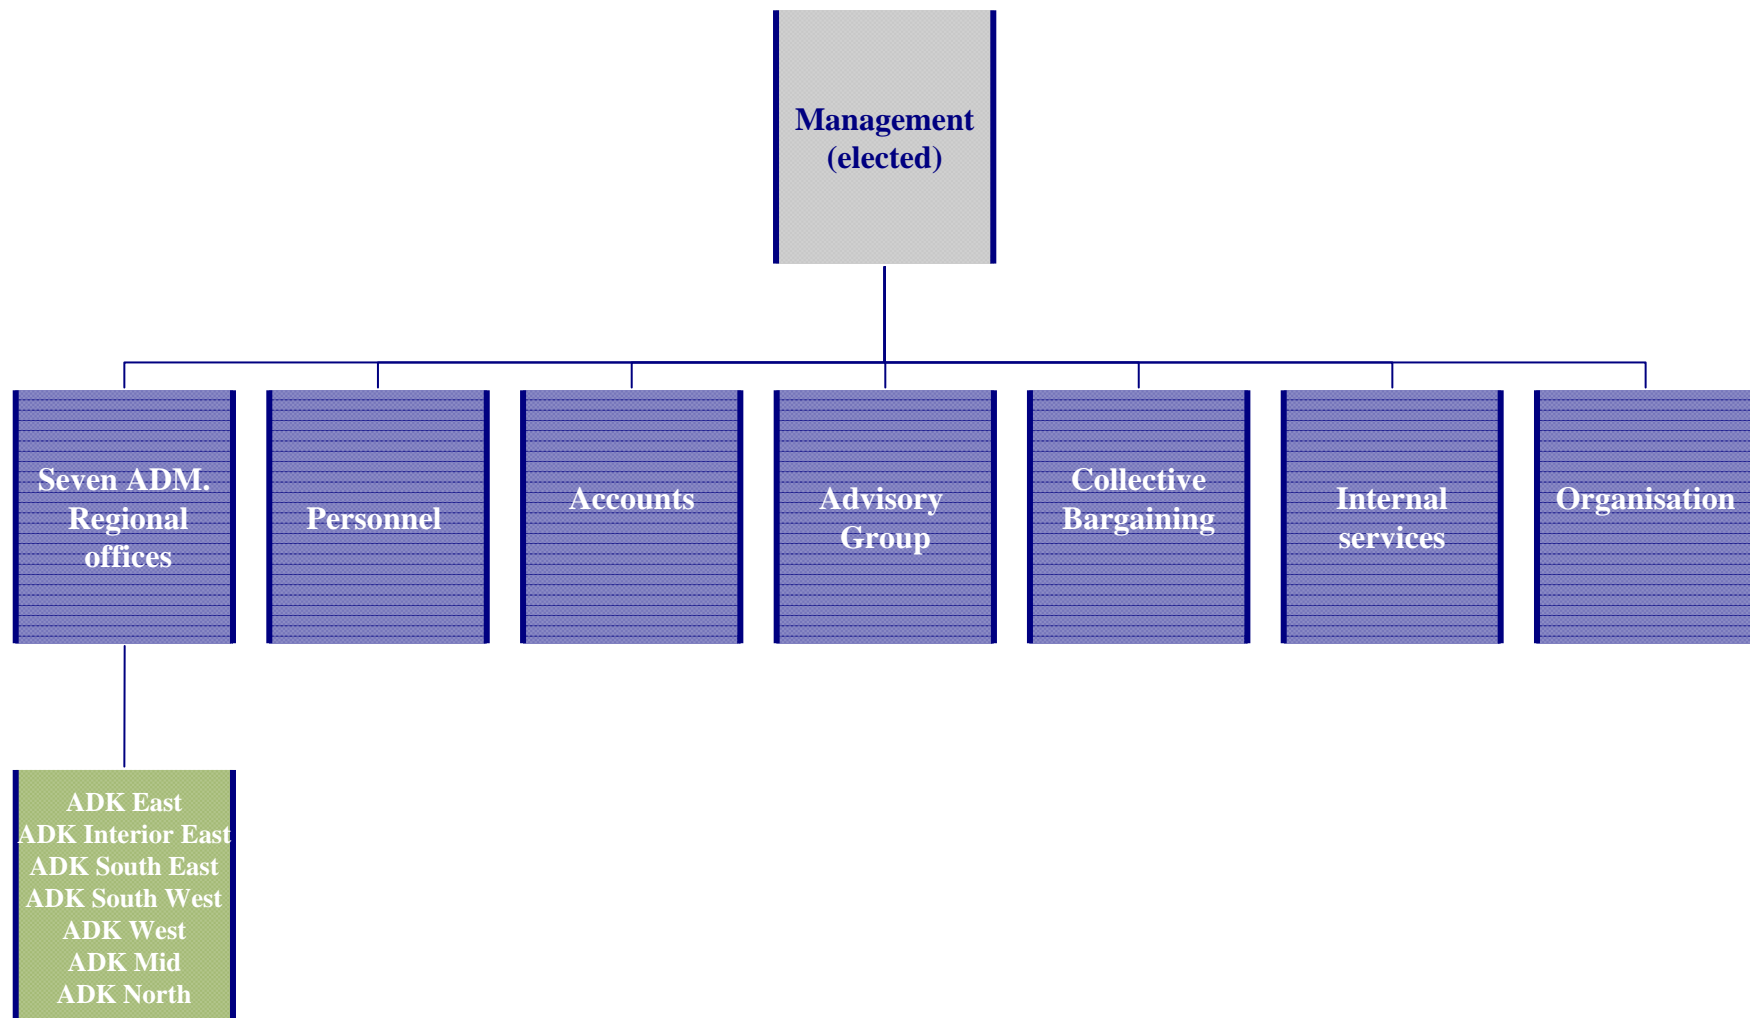 Management
(elected)
Seven ADM.
Regional
offices
Personnel
Accounts
Advisory
Group
Collective
Bargaining
Internal
services
Organisation
ADK East
ADK Interior East
ADK South East
ADK South West
ADK West
ADK Mid
ADK North